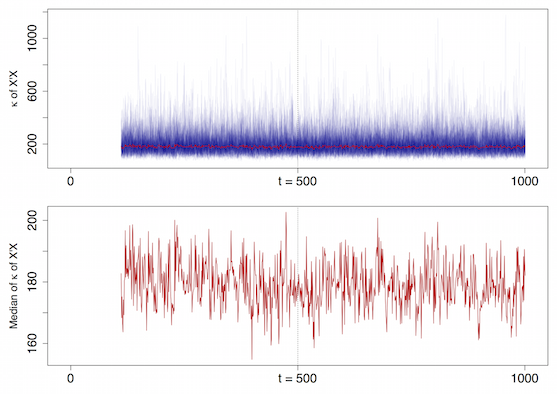 κ of X'X
1000
600
200
0
t = 500
1000
Median of κ of X'X
200
180
160
0
t = 500
1000